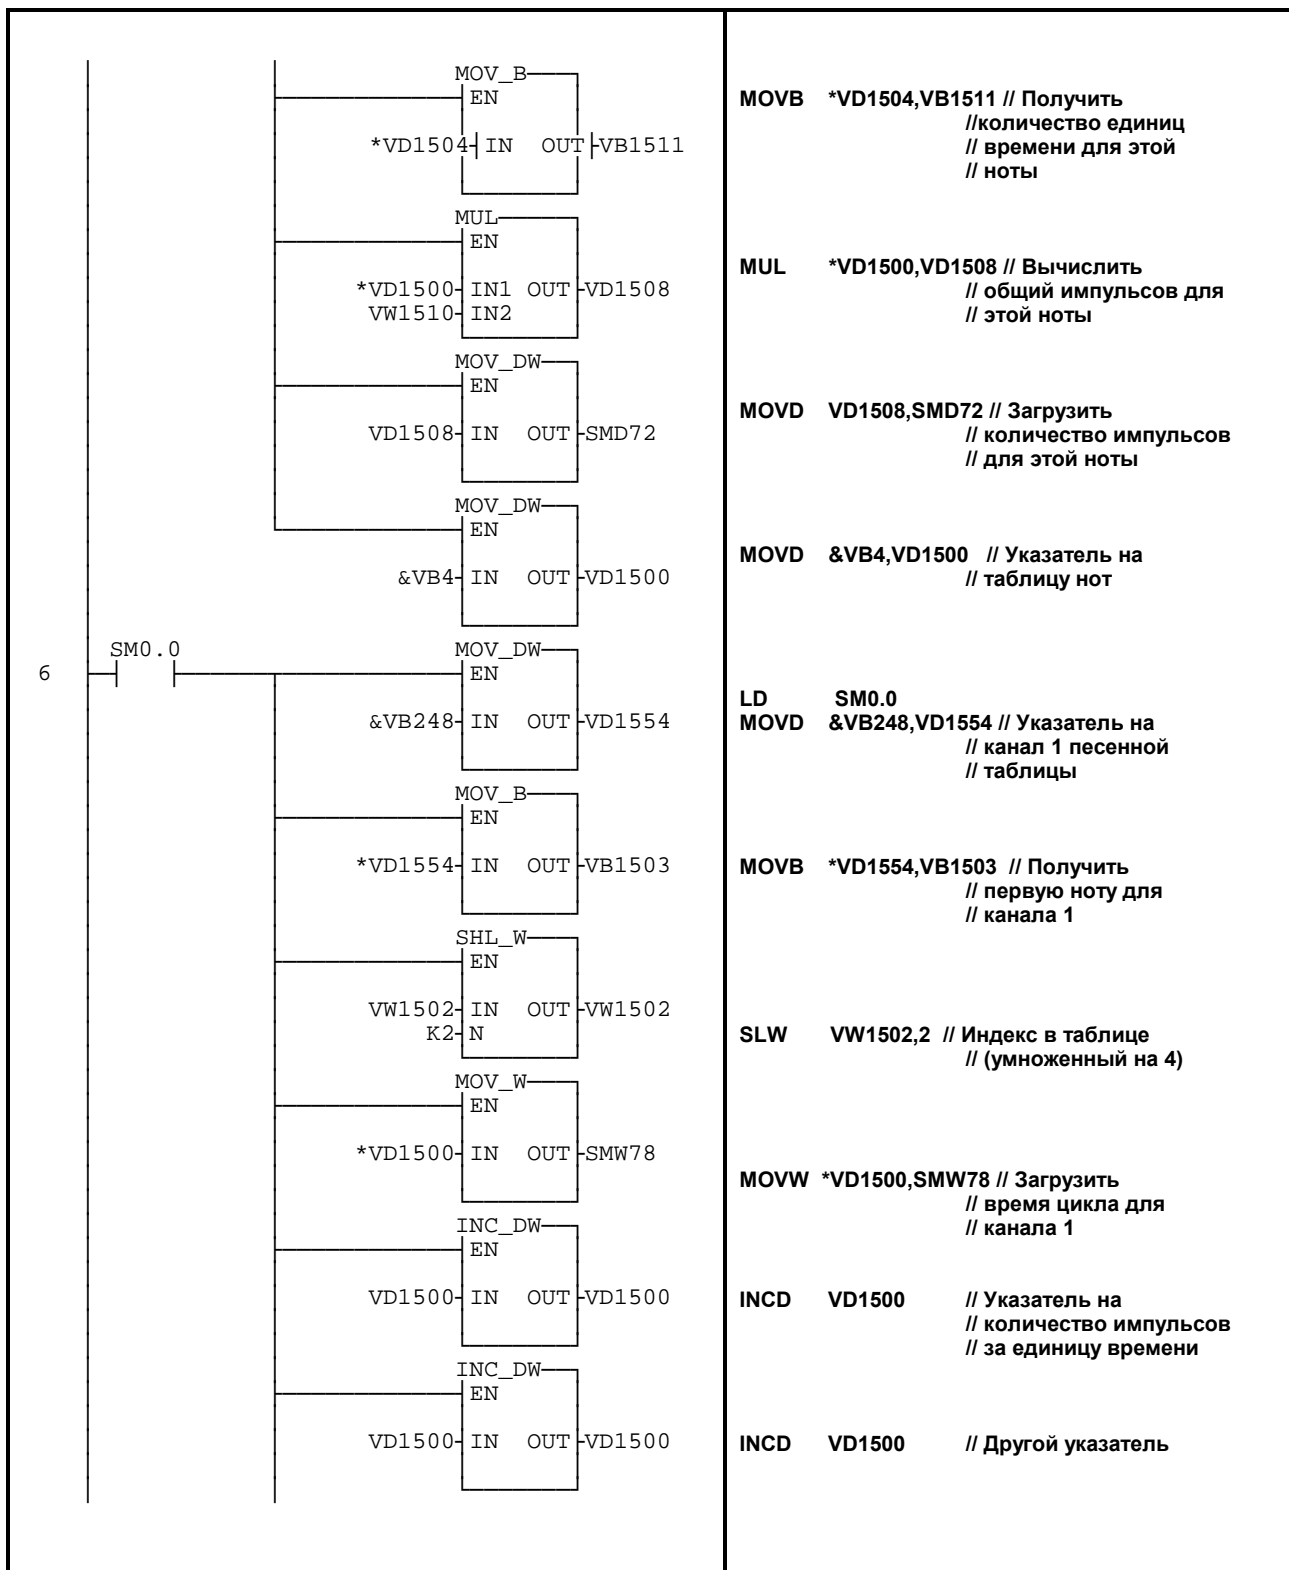 MOV_B
EN
*VD1504 IN OUT VB1511
MUL
EN
*VD1500 IN1 OUT VD1508
VW1510 IN2
MOV_DW
EN
VD1508 IN OUT SMD72
MOV_DW
EN
&VB4 IN OUT VD1500
SM0.0
MOV_DW
6
EN
&VB248 IN OUT VD1554
MOV_B
EN
*VD1554 IN OUT VB1503
SHL_W
EN
VW1502 IN OUT VW1502
K2 N
MOV_W
EN
*VD1500 IN OUT SMW78
INC_DW
EN
VD1500 IN OUT VD1500
INC_DW
EN
VD1500 IN OUT VD1500
MOVB *VD1504,VB1511 // Получить
//количество единиц
// времени для этой
// ноты
MUL *VD1500,VD1508 // Вычислить
// общий импульсов для
// этой ноты
MOVD VD1508,SMD72 // Загрузить
// количество импульсов
// для этой ноты
MOVD &VB4,VD1500 // Указатель на
// таблицу нот
LD SM0.0
MOVD &VB248,VD1554 // Указатель на
// канал 1 песенной
// таблицы
MOVB *VD1554,VB1503 // Получить
// первую ноту для
// канала 1
SLW VW1502,2 // Индекс в таблице
// (умноженный на 4)
MOVW *VD1500,SMW78 // Загрузить
// время цикла для
// канала 1
INCD VD1500 // Указатель на
// количество импульсов
// за единицу времени
INCD VD1500 // Другой указатель